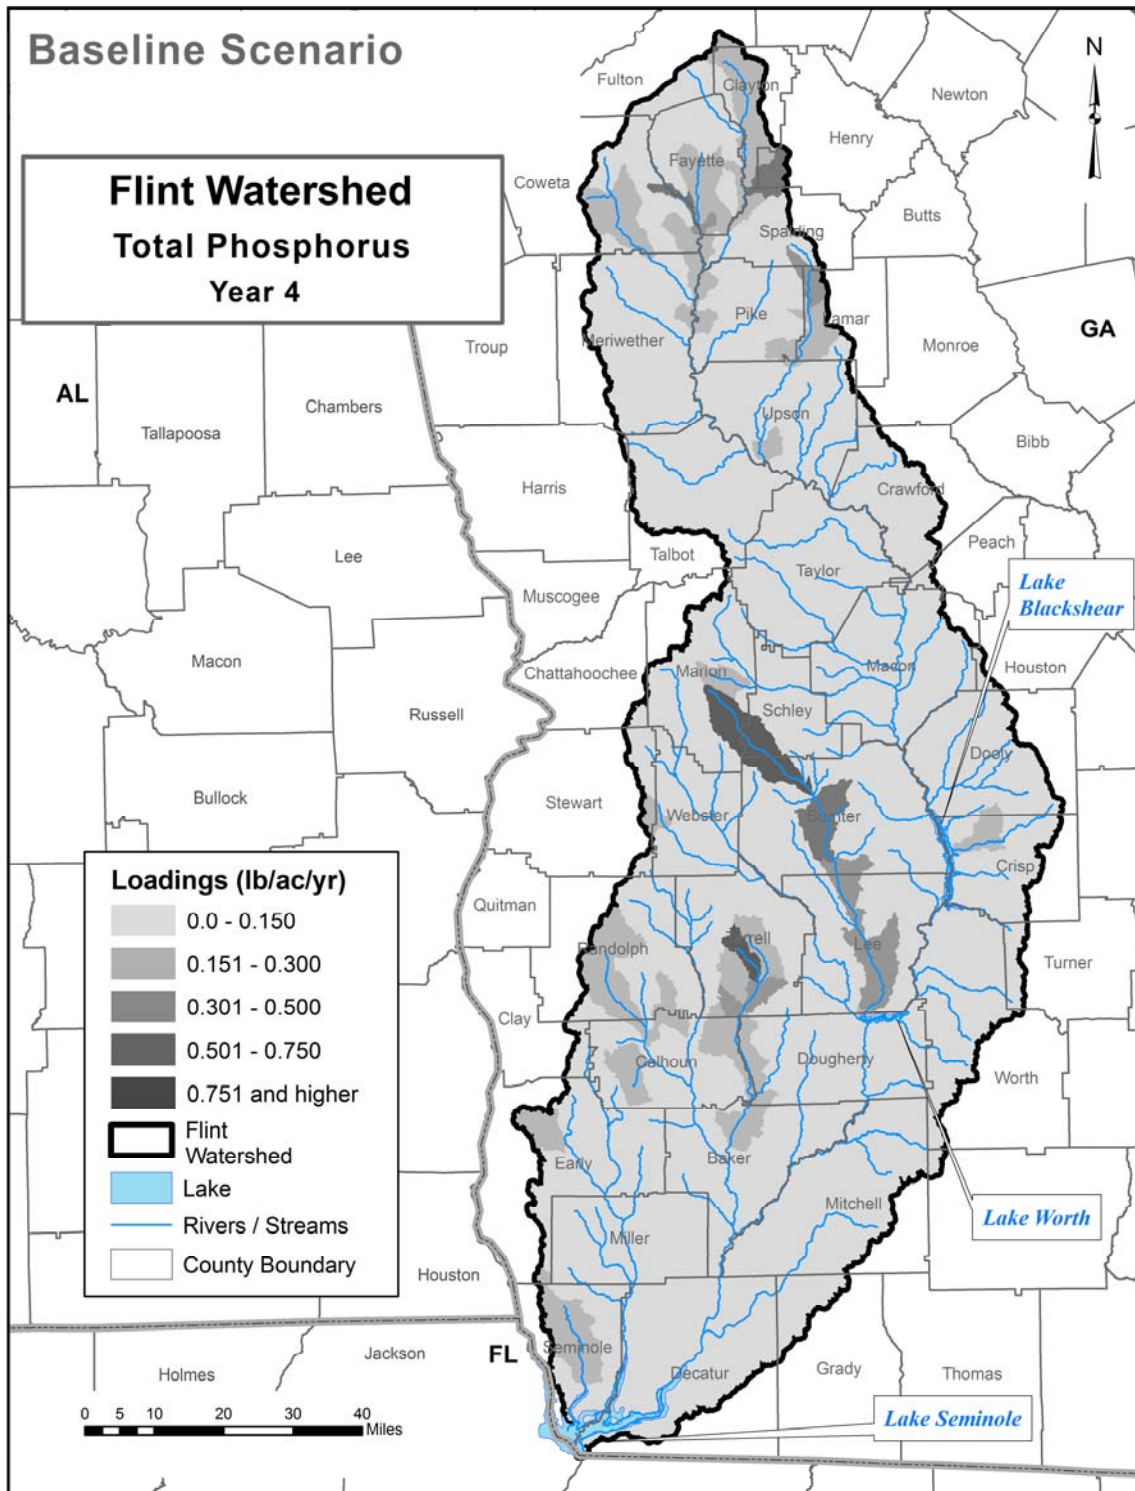 Baseline Scenario
Flint Watershed
Total Phosphorus
Year 4
N
Fulton
Clayton
Newton
Henry
Fayette
Coweta
Butts
Spalding
Pike
amar
GA
Meriwether
Troup
Monroe
AL
Chambers
Tallapoosa
Upson
Bibb
Harris
Crawford
Lee
Talbot
Peach
Taylor
Lake
Blackshear
Muscogee
Macon
Chattahoochee
Marion
Macon
Houston
Russell
Schley
Dooly
Bullock
Stewart
Webster
Sumter
Crisp
Loadings (lb/ac/yr)
0.0 - 0.150
0.151 - 0.300
0.301 - 0.500
0.501 - 0.750
0.751 and higher
Flint
Watershed
Lake
Rivers / Streams
County Boundary
Quitman
Randolph
Terrell
Lee
Turner
Clay
Calhoun
Dougherty
Worth
Early
Baker
Mitchell
Lake Worth
Miller
Houston
Seminole
FL
Jackson
Holmes
Decatur
Grady
Thomas
Lake Seminole
0 5 10 20 30 40
Miles